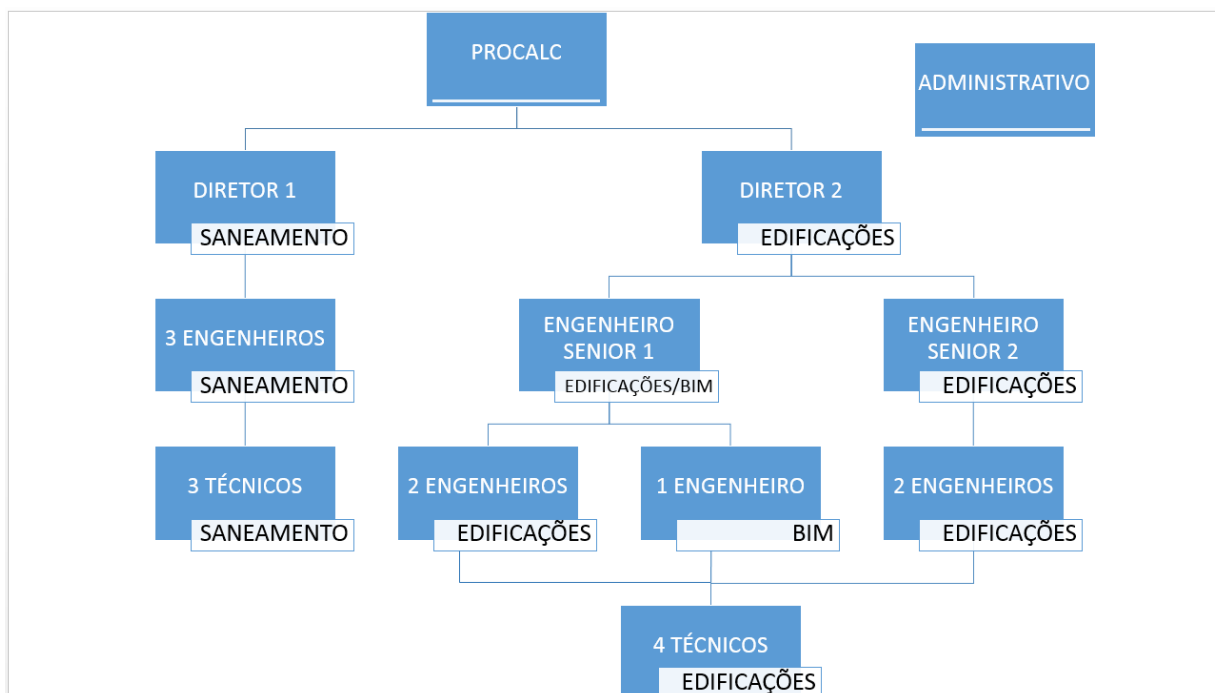 PROCALC
ADMINISTRATIVO
DIRETOR 1
SANEAMENTO
DIRETOR 2
EDIFICAÇÕES
3 ENGENHEIROS
SANEAMENTO
ENGENHEIRO
SENIOR 1
EDIFICAÇÕES/BIM
ENGENHEIRO
SENIOR 2
EDIFICAÇÕES
3 TÉCNICOS
SANEAMENTO
2 ENGENHEIROS
EDIFICAÇÕES
1 ENGENHEIRO
BIM
2 ENGENHEIROS
EDIFICAÇÕES
4 TÉCNICOS
EDIFICAÇÕES